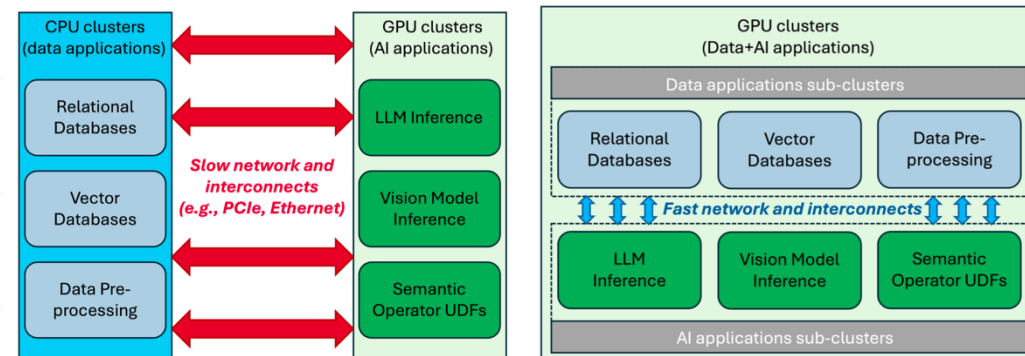 CPU clusters
(data applications)
Relational
Databases
Vector
Databases
Data Pre-
processing
Slow network and
interconnects
(e.g., PCIe, Ethernet)
GPU clusters
(AI applications)
LLM Inference
Vision Model
Inference
Semantic
Operator UDFs
GPU clusters
(Data+AI applications)
Data applications sub-clusters
Relational
Databases
Vector
Databases
Data Pre-
processing
Fast network and interconnects
LLM
Inference
Vision Model
Inference
Semantic
Operator UDFs
AI applications sub-clusters